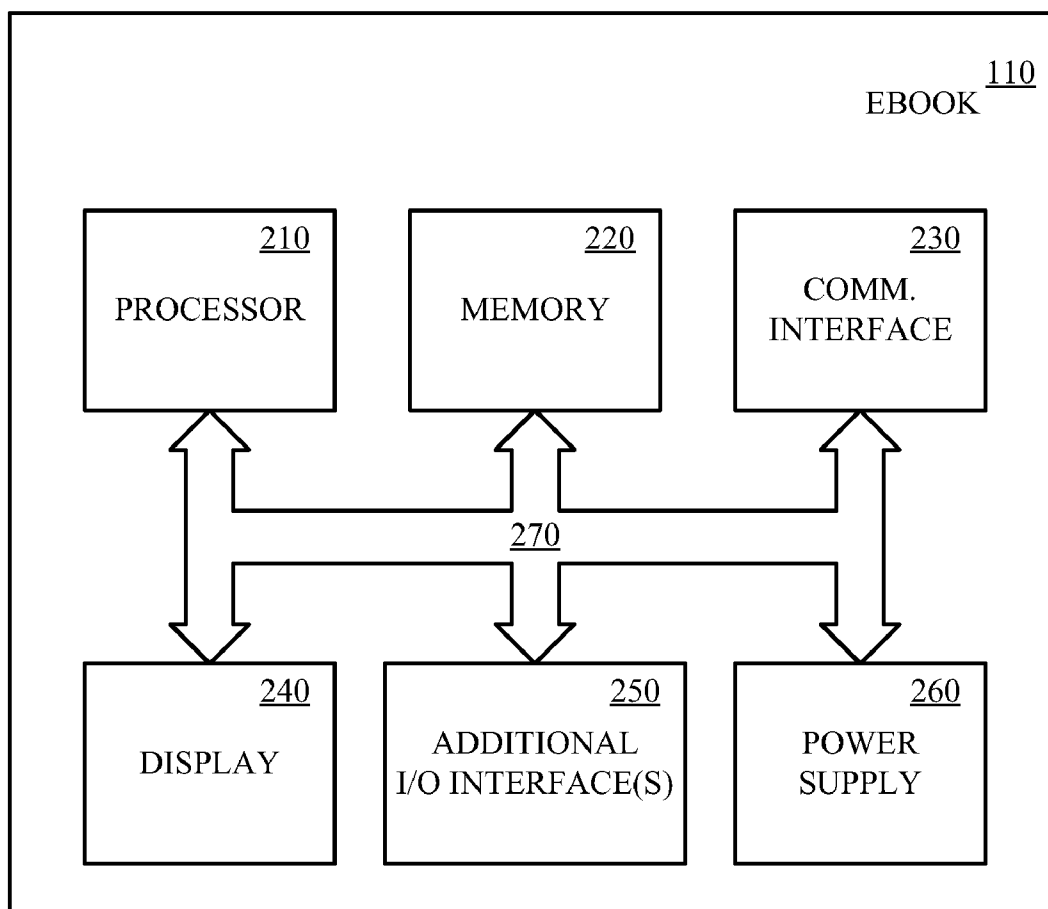 110
EBOOK
210
PROCESSOR
220
MEMORY
230
COMM.
INTERFACE
270
240
DISPLAY
250
ADDITIONAL
I/O INTERFACE(S)
260
POWER
SUPPLY